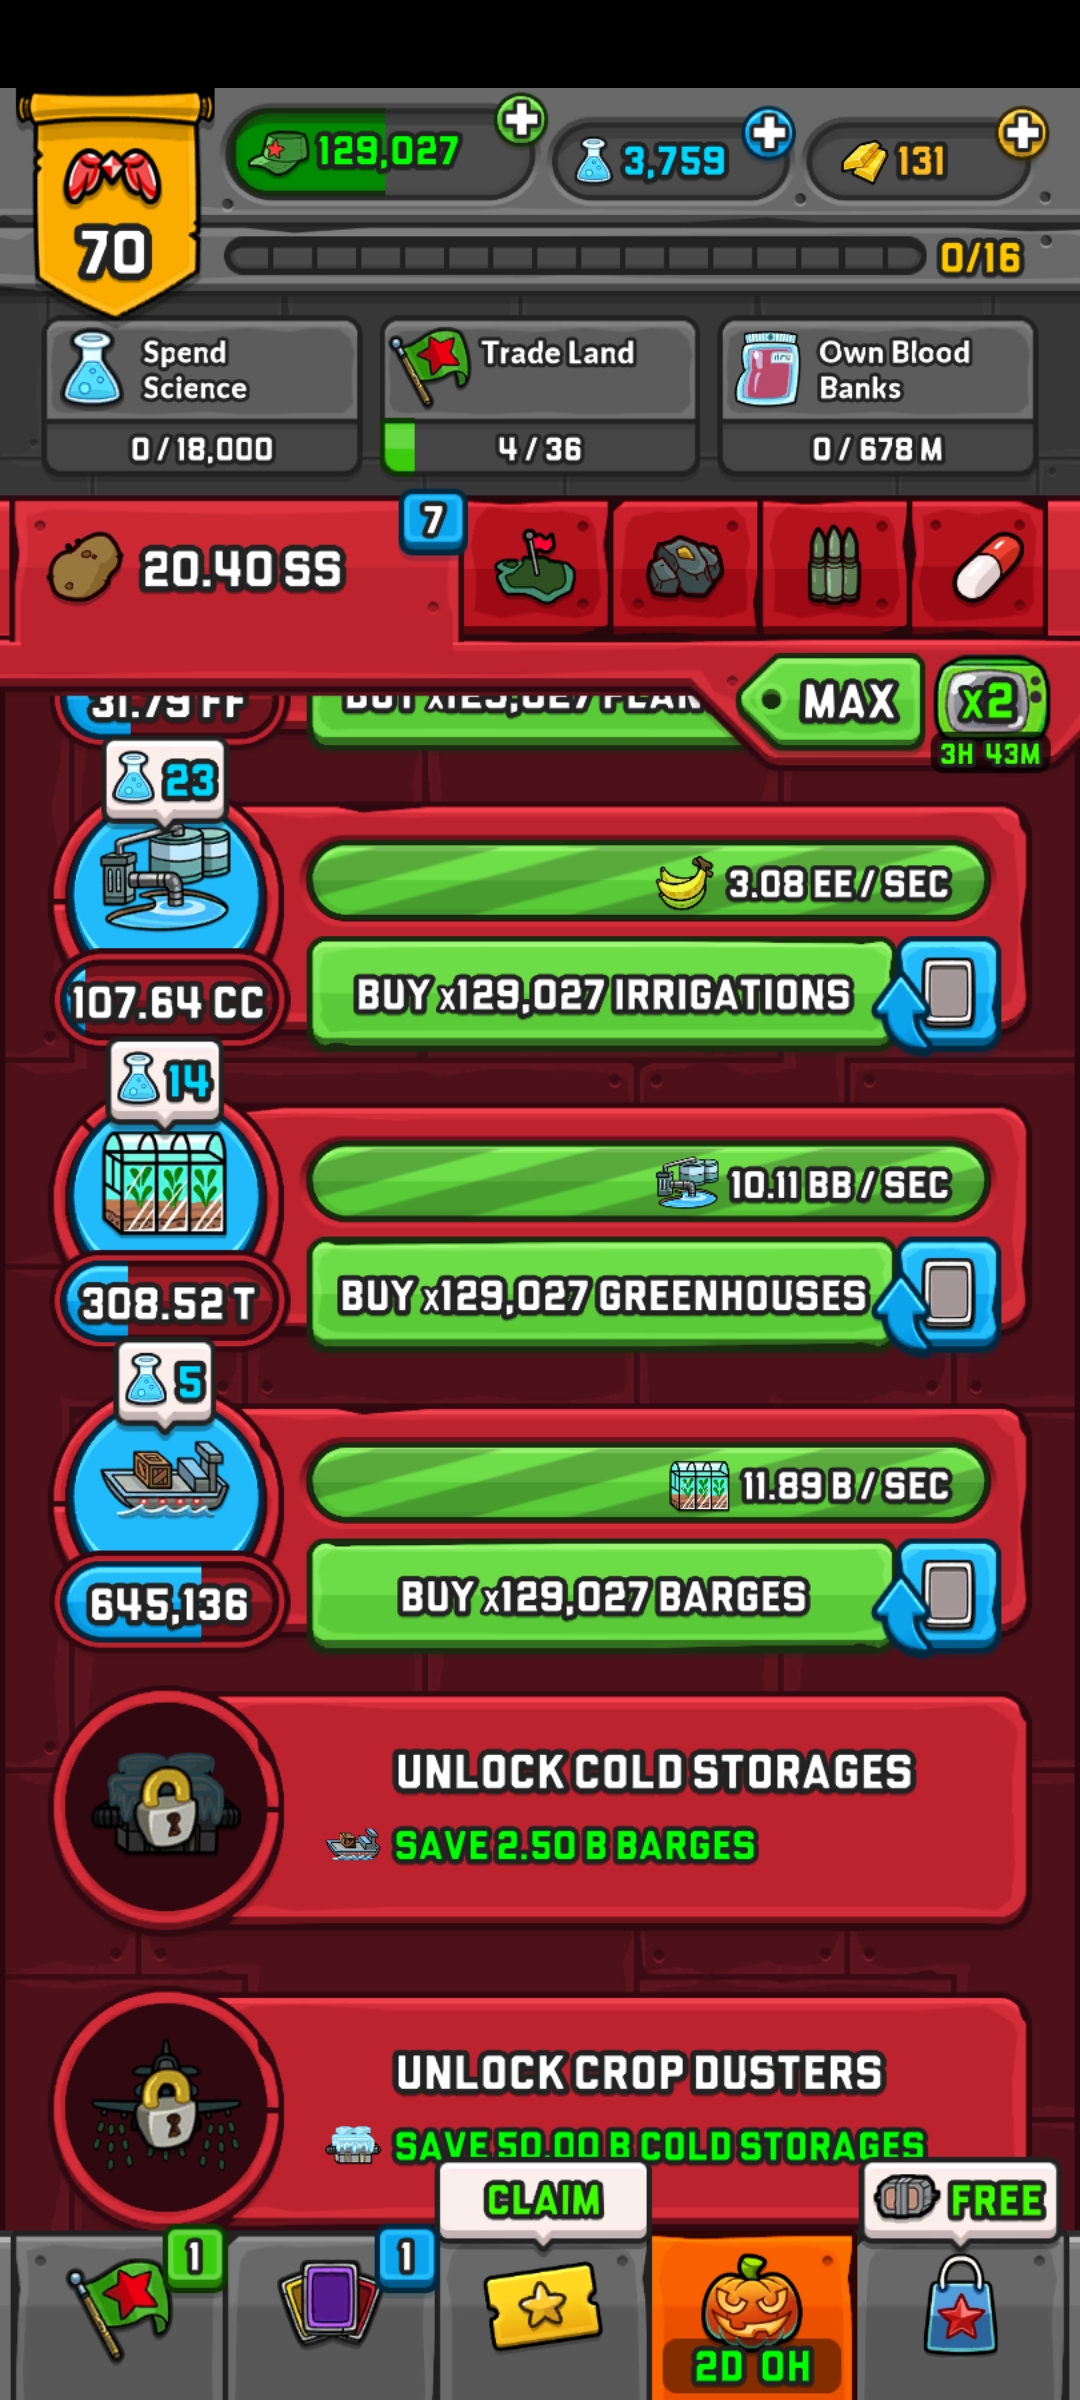 70
129,027
3,759
131
0/16
Spend
Science
0 / 18,000
Trade Land
4 / 36
Own Blood
Banks
0 / 678 M
20.40 SS
7
MAX
x2
3H 43M
31.79 FF
23
3.08 EE / SEC
107.64 CC
BUY x129,027 IRRIGATIONS
14
10.11 BB / SEC
308.52 T
BUY x129,027 GREENHOUSES
5
11.89 B / SEC
645,136
BUY x129,027 BARGES
UNLOCK COLD STORAGES
SAVE 2.50 B BARGES
UNLOCK CROP DUSTERS
SAVE 50.00 B COLD STORAGES
CLAIM
FREE
1
1
2D 0H